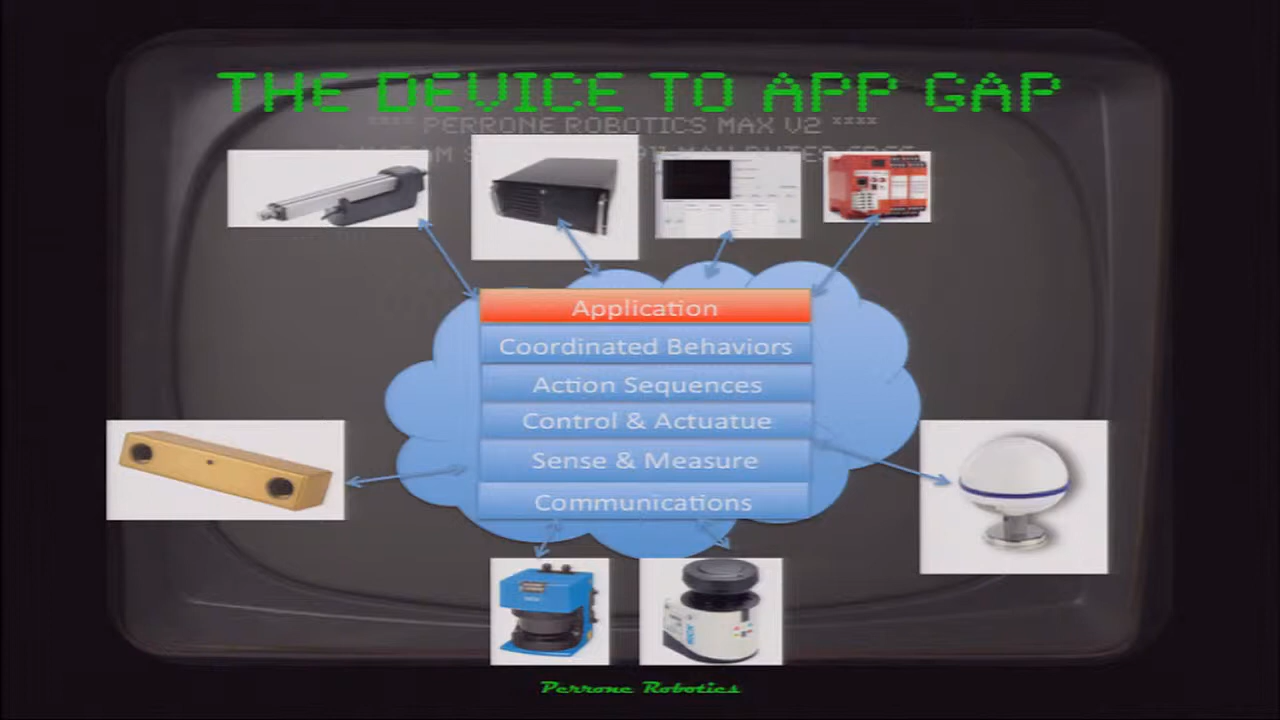 THE DEVICE TO APP GAP
**** PERRONE ROBOTICS MAX V2 ****
Application
Coordinated Behaviors
Action Sequences
Control & Actuatue
Sense & Measure
Communications
SICK
Perrone Robotics